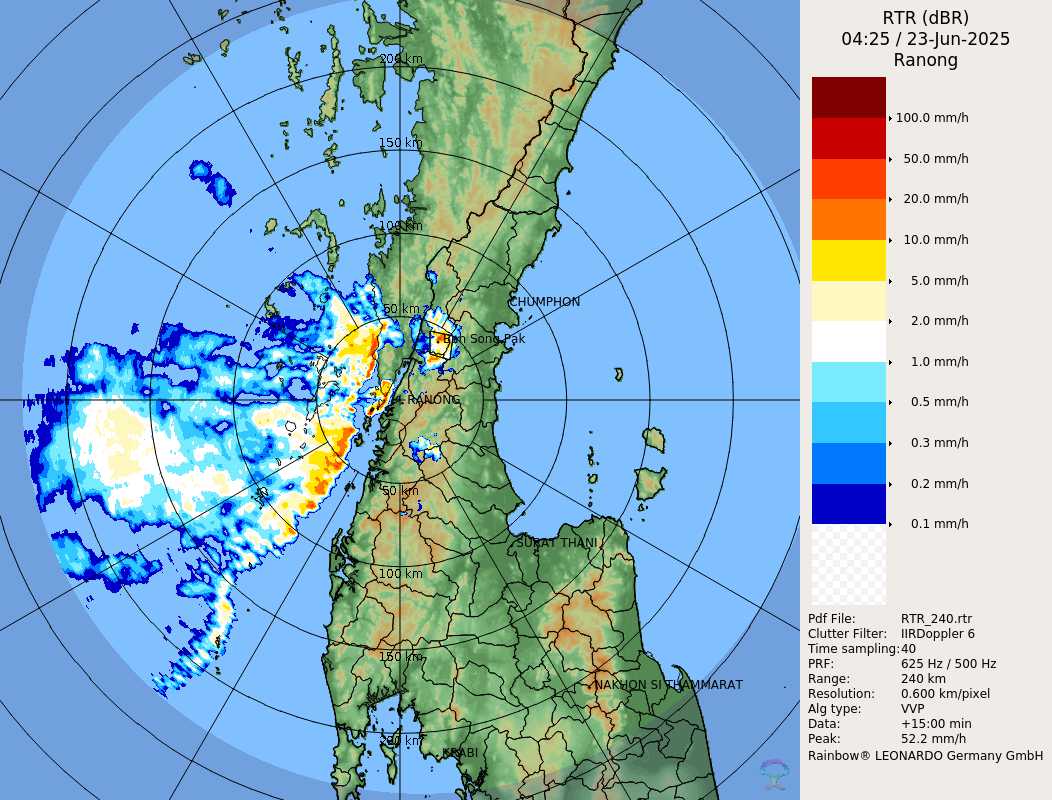 RTR (dBR)
04:25 / 23-Jun-2025
Ranong
100.0 mm/h
50.0 mm/h
20.0 mm/h
10.0 mm/h
5.0 mm/h
2.0 mm/h
1.0 mm/h
0.5 mm/h
0.3 mm/h
0.2 mm/h
0.1 mm/h
Pdf File: RTR_240.rtr
Clutter Filter: IIRDoppler 6
Time sampling:40
PRF: 625 Hz / 500 Hz
Range: 240 km
Resolution: 0.600 km/pixel
Alg type: VVP
Data: +15:00 min
Peak: 52.2 mm/h
Rainbow® LEONARDO Germany GmbH
200 km
150 km
100 km
CHUMPHON
50 km
Ban Song Pak
RANONG
50 km
SURAT THANI
100 km
150 km
NAKHON SI THAMMARAT
200 km
KRABI